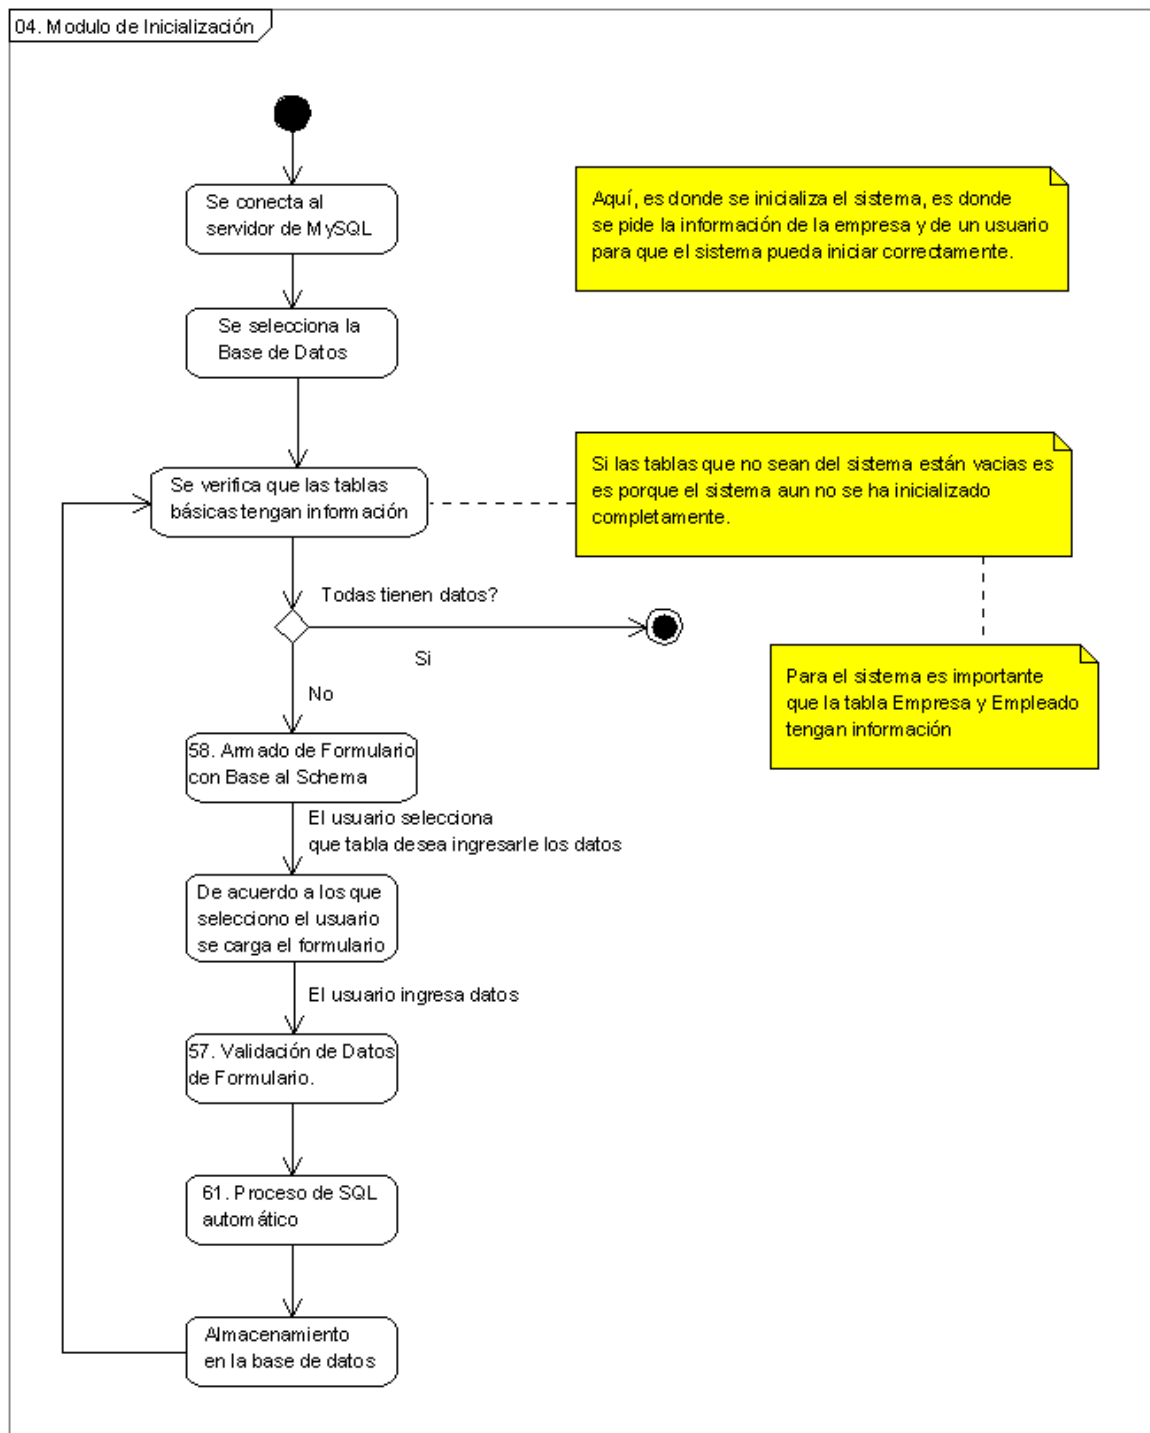 04. Modulo de Inicialización
Se conecta al
servidor de MySQL
Aquí, es donde se inicializa el sistema, es donde
se pide la información de la empresa y de un usuario
para que el sistema pueda iniciar correctamente.
Se selecciona la
Base de Datos
Se verifica que las tablas
básicas tengan información
Si las tablas que no sean del sistema están vacias es
es porque el sistema aun no se ha inicializado
completamente.
Todas tienen datos?
Si
No
Para el sistema es importante
que la tabla Empresa y Empleado
tengan información
58. Armado de Formulario
con Base al Schema
El usuario selecciona
que tabla desea ingresarle los datos
De acuerdo a los que
selecciono el usuario
se carga el formulario
El usuario ingresa datos
57. Validación de Datos
de Formulario.
61. Proceso de SQL
automático
Almacenamiento
en la base de datos